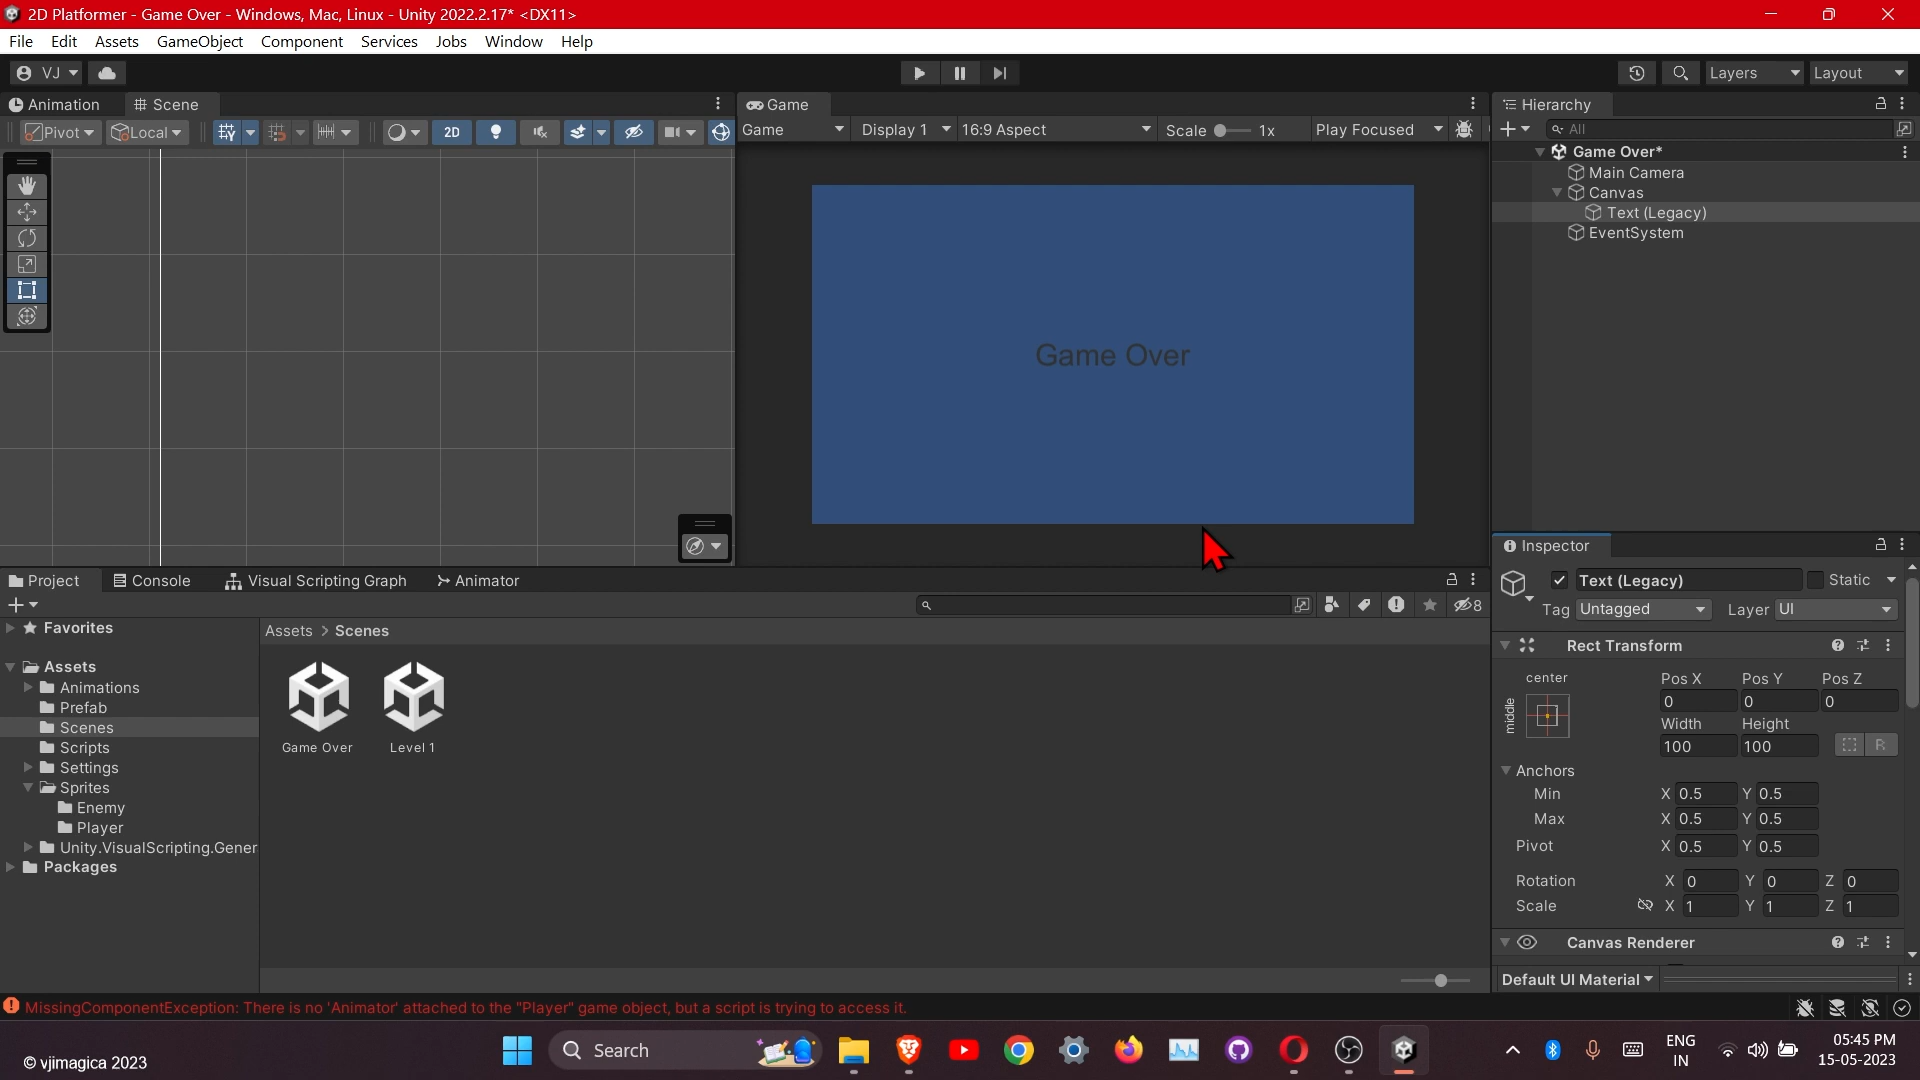 2D Platformer - Game Over - Windows, Mac, Linux - Unity 2022.2.17* <DX11>
File Edit Assets GameObject Component Services Jobs Window Help
VJ Layers Layout
Animation Scene Game Hierarchy
Pivot Local 2D Game Display 1 16:9 Aspect Scale 1x Play Focused All
Game Over*
Main Camera
Canvas
Text (Legacy)
EventSystem
Game Over
Inspector
Project Console Visual Scripting Graph Animator
Text (Legacy) Static
8
Tag Untagged Layer UI
Favorites
Assets > Scenes
Rect Transform
Assets
Animations
Prefab
Scenes
Scripts
Settings
Sprites
Enemy
Player
Unity.VisualScripting.Gener
Packages
Game Over Level 1
center
middle
Pos X Pos Y Pos Z
0 0 0
Width Height
100 100 R
Anchors
Min X 0.5 Y 0.5
Max X 0.5 Y 0.5
Pivot X 0.5 Y 0.5
Rotation X 0 Y 0 Z 0
Scale X 1 Y 1 Z 1
Canvas Renderer
Default UI Material
MissingComponentException: There is no 'Animator' attached to the "Player" game object, but a script is trying to access it.
© vjimagica 2023
Search
ENG
IN
05:45 PM
15-05-2023